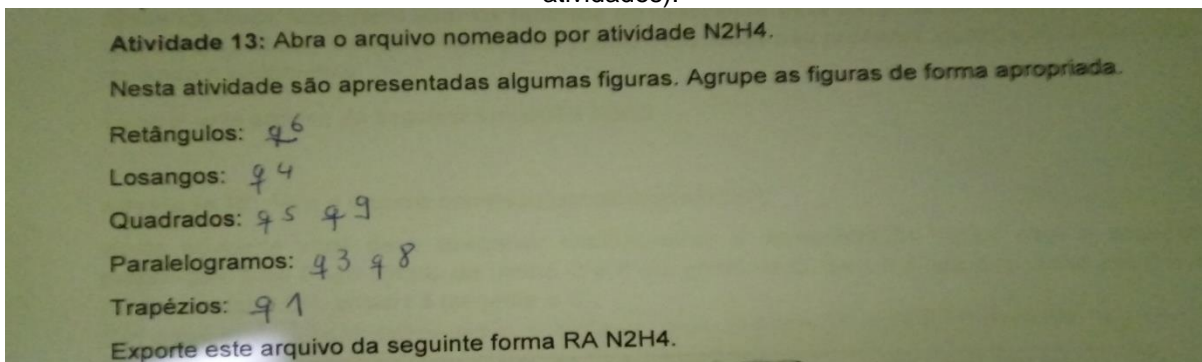 atividades).
Atividade 13: Abra o arquivo nomeado por atividade N2H4.
Nesta atividade são apresentadas algumas figuras. Agrupe as figuras de forma apropriada.
Retângulos: q6
Losangos: q4
Quadrados: q5 q9
Paralelogramos: q3 q8
Trapézios: q1
Exporte este arquivo da seguinte forma RA N2H4.